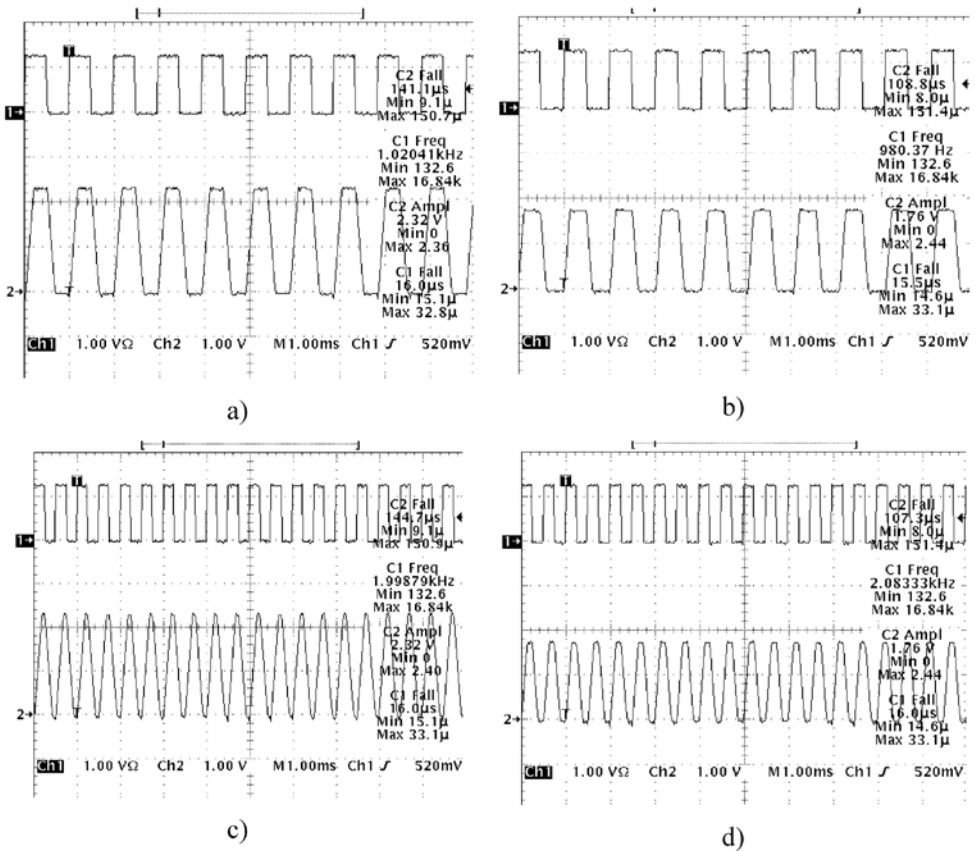 T
C2 Fall
141.1µs
Min 9.1µ
Max 150.7µ
1
C1 Freq
1.02041kHz
Min 132.6
Max 16.84k
C2 Ampl
2.32 V
Min 0
Max 2.36
C1 Fall
16.0µs
Min 15.1µ
Max 32.8µ
2
T
Ch1 1.00 VΩ Ch2 1.00 V M1.00ms Ch1 520mV
a)
T
C2 Fall
108.8µs
Min 8.0µ
Max 151.4µ
1
C1 Freq
980.37 Hz
Min 132.6
Max 16.84k
C2 Ampl
1.76 V
Min 0
Max 2.44
C1 Fall
15.5µs
Min 14.6µ
Max 33.1µ
2
T
Ch1 1.00 VΩ Ch2 1.00 V M1.00ms Ch1 520mV
b)
T
C2 Fall
144.7µs
Min 9.1µ
Max 150.9µ
1
C1 Freq
1.99879kHz
Min 132.6
Max 16.84k
C2 Ampl
2.32 V
Min 0
Max 2.40
C1 Fall
16.0µs
Min 15.1µ
Max 33.1µ
2
T
Ch1 1.00 VΩ Ch2 1.00 V M1.00ms Ch1 520mV
c)
T
C2 Fall
107.3µs
Min 8.0µ
Max 151.4µ
1
C1 Freq
2.08333kHz
Min 132.6
Max 16.84k
C2 Ampl
1.76 V
Min 0
Max 2.44
C1 Fall
16.0µs
Min 14.6µ
Max 33.1µ
2
T
Ch1 1.00 VΩ Ch2 1.00 V M1.00ms Ch1 520mV
d)